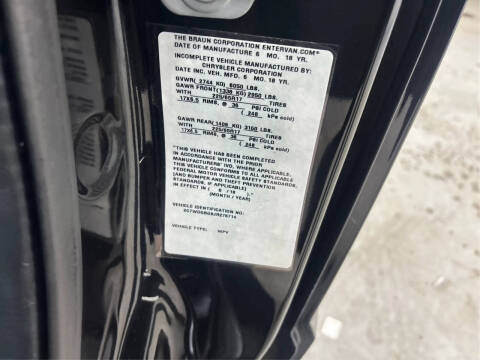 THE BRAUN CORPORATION ENTERVAN.COM®
DATE OF MANUFACTURE 6 MO. 18 YR.
INCOMPLETE VEHICLE MANUFACTURED BY:
CHRYSLER CORPORATION
DATE INC. VEH. MFG. 6 MO. 18 YR.
GVWR (2744 KG) 6050 LBS.
GAWR FRONT (1338 KG) 2950 LBS.
WITH 225/65R17 TIRES
17X6.5 RIMS, @ 36 PSI COLD
( 248 kPa cold)
GAWR REAR (1406 KG) 3100 LBS.
WITH 225/65R17 TIRES
17X6.5 RIMS, @ 36 PSI COLD
( 248 kPa cold)
"THIS VEHICLE HAS BEEN COMPLETED
IN ACCORDANCE WITH THE PRIOR
MANUFACTURERS' IVD, WHERE APPLICABLE.
THIS VEHICLE CONFORMS TO ALL APPLICABLE
FEDERAL MOTOR VEHICLE SAFETY STANDARDS,
[AND BUMPER AND THEFT PREVENTION
STANDARDS, IF APPLICABLE]
IN EFFECT IN ( 6 /18 )
(MONTH / YEAR)
VEHICLE IDENTIFICATION NO:
VEHICLE TYPE: MPV